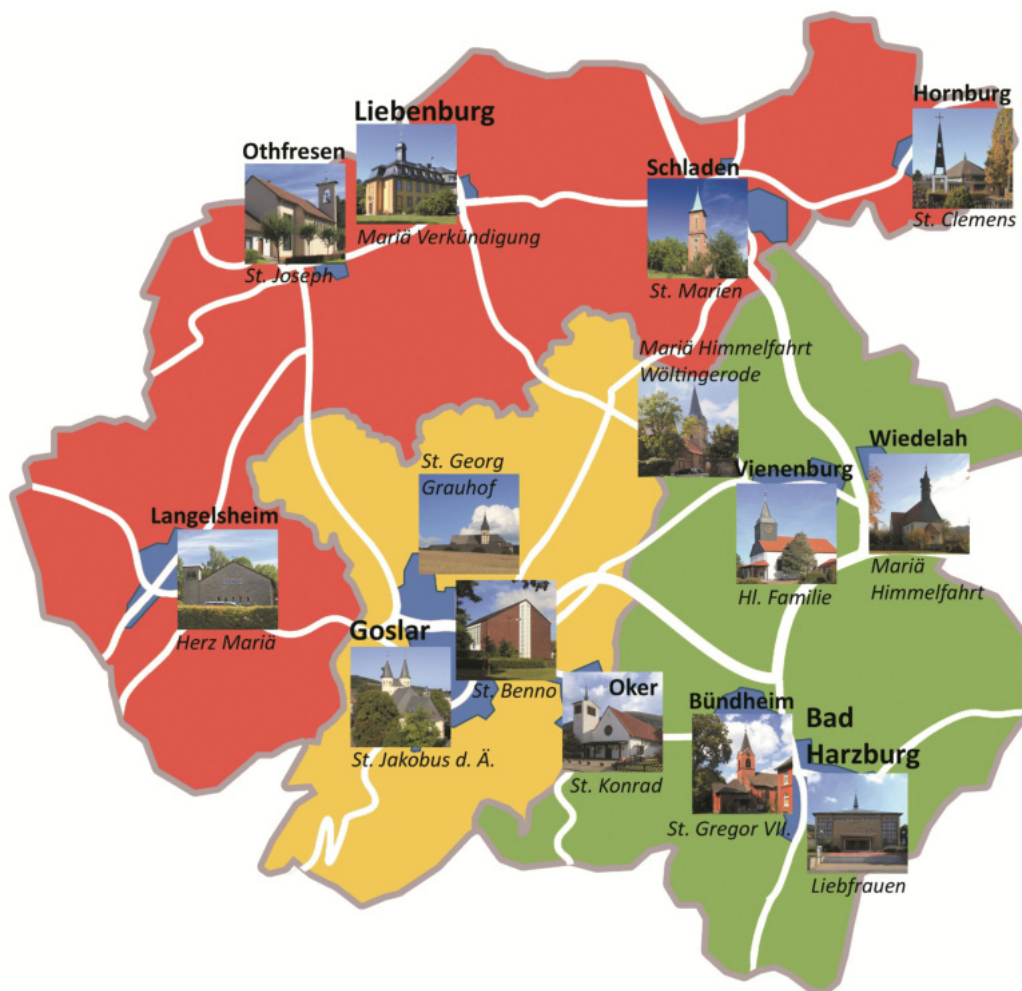 Hornburg
St. Clemens
Liebenburg
Mariä Verkündigung
Othfresen
St. Joseph
Schladen
St. Marien
Mariä Himmelfahrt
Wöltingerode
Wiedelah
Mariä
Himmelfahrt
Vienenburg
Hl. Familie
St. Georg
Grauhof
Langelsheim
Herz Mariä
Goslar
St. Jakobus d. Ä.
St. Benno
Oker
St. Konrad
Bündheim
St. Gregor VII.
Bad
Harzburg
Liebfrauen